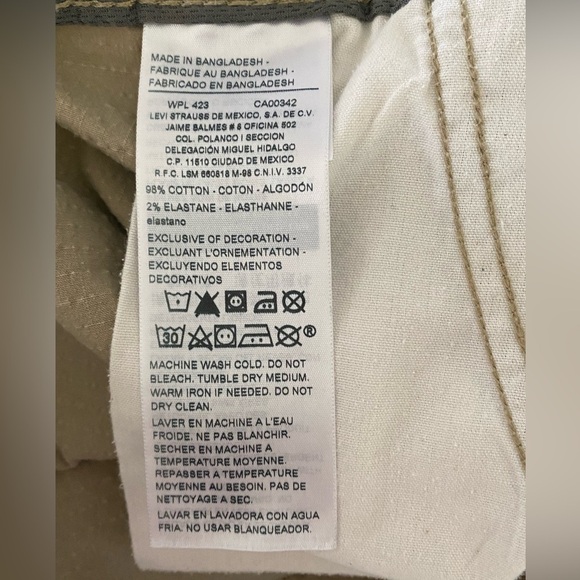 MADE IN BANGLADESH -
FABRIQUE AU BANGLADESH -
FABRICADO EN BANGLADESH
WPL 423 CA00342
LEVI STRAUSS DE MEXICO, S.A. DE C.V.
JAIME BALMES # 8 OFICINA 502
COL. POLANCO I SECCION
DELEGACIÓN MIGUEL HIDALGO
C.P. 11510 CIUDAD DE MEXICO
R.F.C. LSM 660818 M-98 C.N.I.V. 3337
98% COTTON - COTON - ALGODÓN
2% ELASTANE - ELASTHANNE -
elastano
EXCLUSIVE OF DECORATION -
EXCLUANT L'ORNEMENTATION -
EXCLUYENDO ELEMENTOS
DECORATIVOS
30 ®
MACHINE WASH COLD. DO NOT
BLEACH. TUMBLE DRY MEDIUM.
WARM IRON IF NEEDED. DO NOT
DRY CLEAN.
LAVER EN MACHINE A L'EAU
FROIDE. NE PAS BLANCHIR.
SECHER EN MACHINE A
TEMPERATURE MOYENNE.
REPASSER A TEMPERATURE
MOYENNE AU BESOIN. PAS DE
NETTOYAGE A SEC.
LAVAR EN LAVADORA CON AGUA
FRIA. NO USAR BLANQUEADOR.